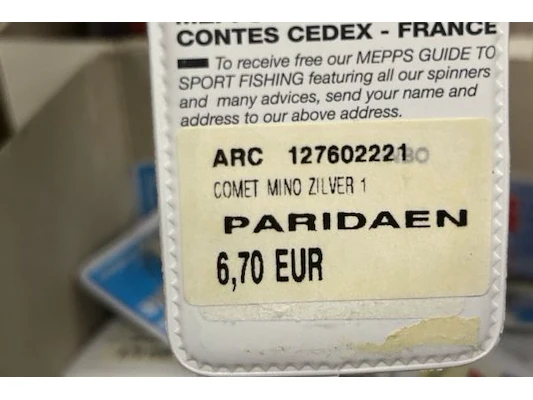 CONTES CEDEX - FRANCE
To receive free our MEPPS GUIDE TO
SPORT FISHING featuring all our spinners
and many advices, send your name and
address to our above address.
ARC 127602221
COMET MINO ZILVER 1
PARIDAEN
6,70 EUR